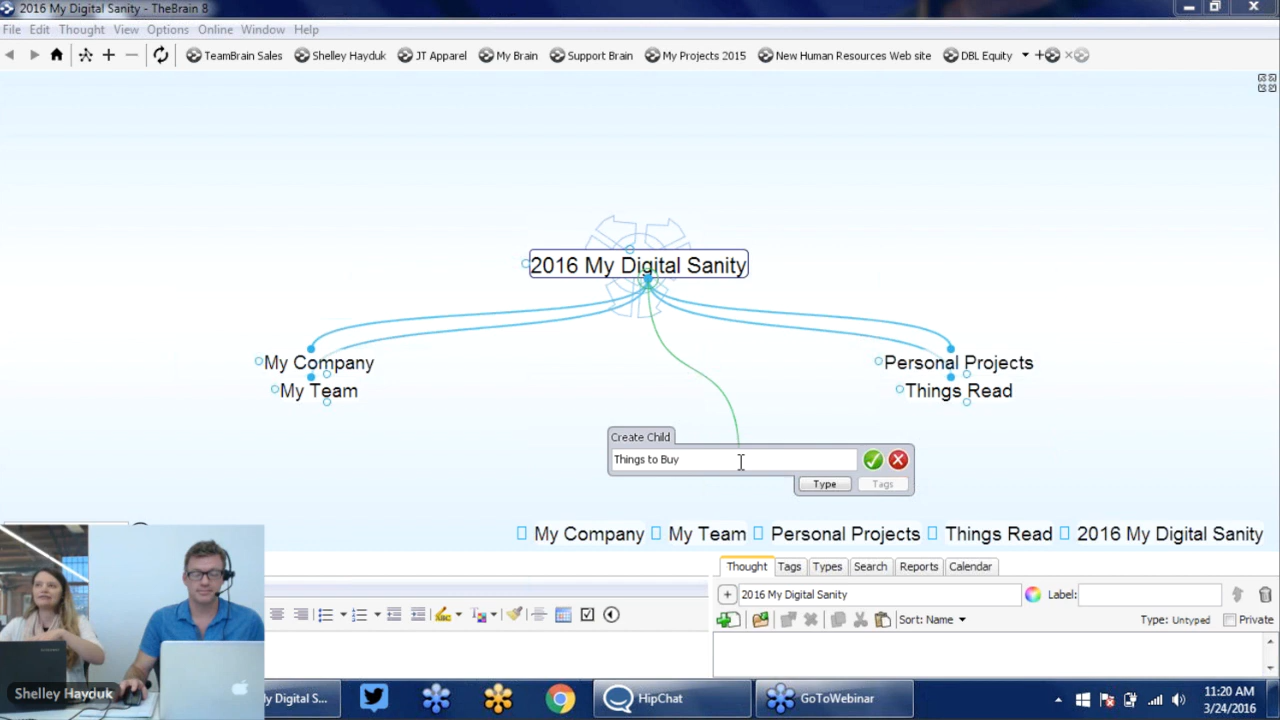 2016 My Digital Sanity - TheBrain 8
File Edit Thought View Options Online Window Help
TeamBrain Sales Shelley Hayduk JT Apparel My Brain Support Brain My Projects 2015 New Human Resources Web site DBL Equity
2016 My Digital Sanity
My Company
My Team
Personal Projects
Things Read
Create Child
Things to Buy
Type Tags
My Company My Team Personal Projects Things Read 2016 My Digital Sanity
Thought Tags Types Search Reports Calendar
2016 My Digital Sanity Label:
Sort: Name Type: Untyped Private
Shelley Hayduk
My Digital S... HipChat GoToWebinar
11:20 AM
3/24/2016